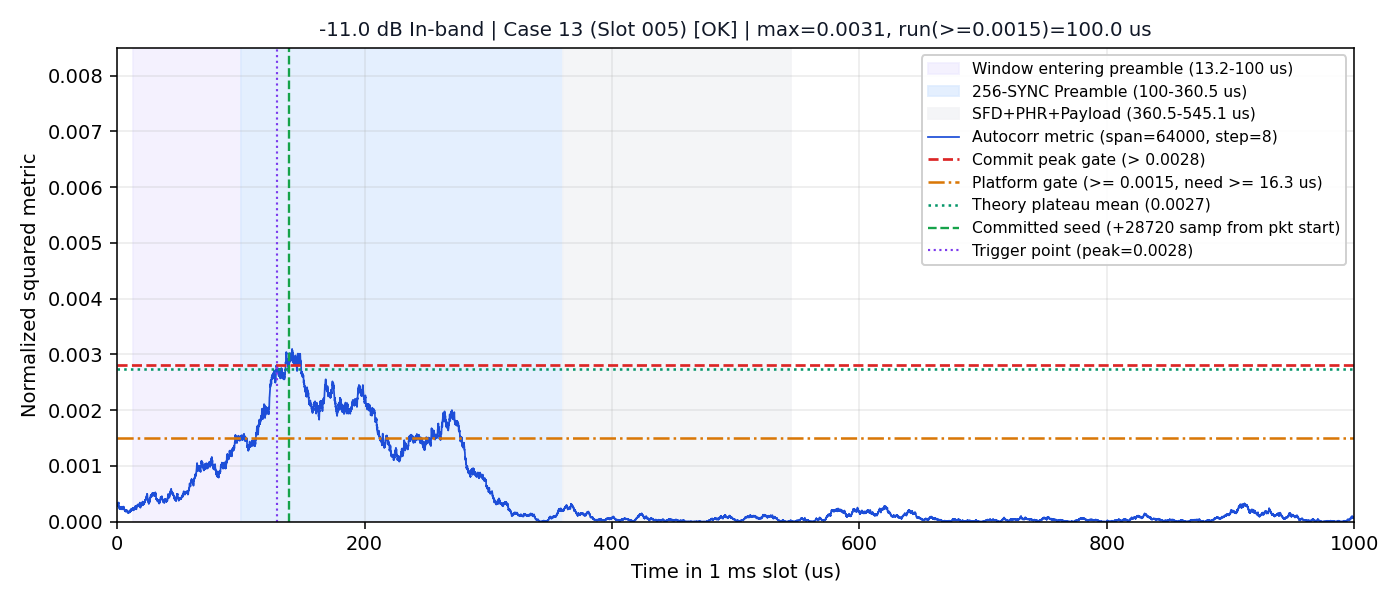 -11.0 dB In-band | Case 13 (Slot 005) [OK] | max=0.0031, run(>=0.0015)=100.0 us
Normalized squared metric
0.008
0.007
0.006
0.005
0.004
0.003
0.002
0.001
0.000
Window entering preamble (13.2-100 us)
256-SYNC Preamble (100-360.5 us)
SFD+PHR+Payload (360.5-545.1 us)
Autocorr metric (span=64000, step=8)
Commit peak gate (> 0.0028)
Platform gate (>= 0.0015, need >= 16.3 us)
Theory plateau mean (0.0027)
Committed seed (+28720 samp from pkt start)
Trigger point (peak=0.0028)
0 200 400 600 800 1000
Time in 1 ms slot (us)